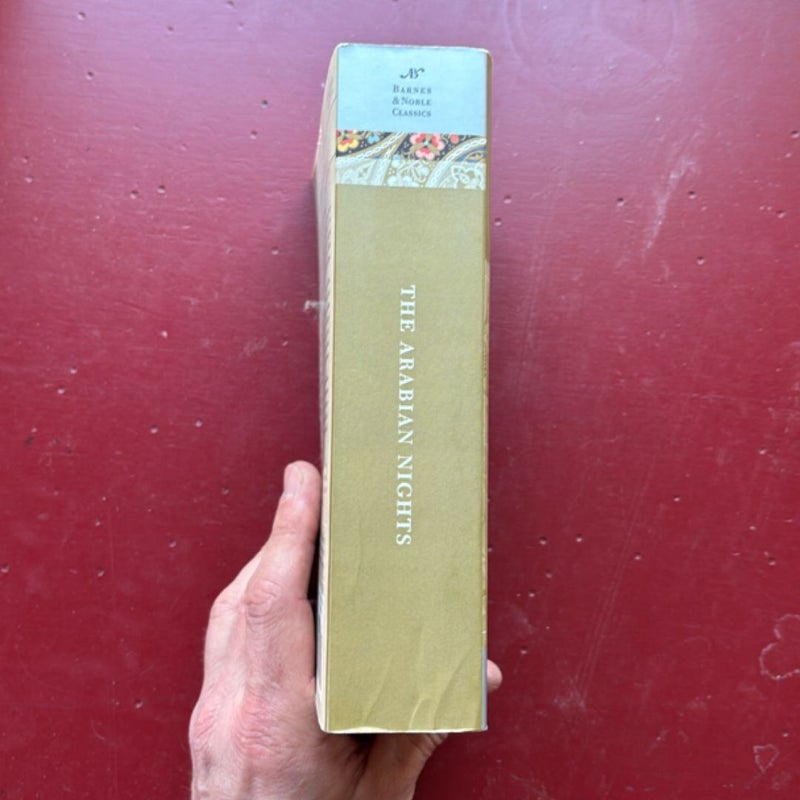 BARNES
& NOBLE
CLASSICS
THE ARABIAN NIGHTS